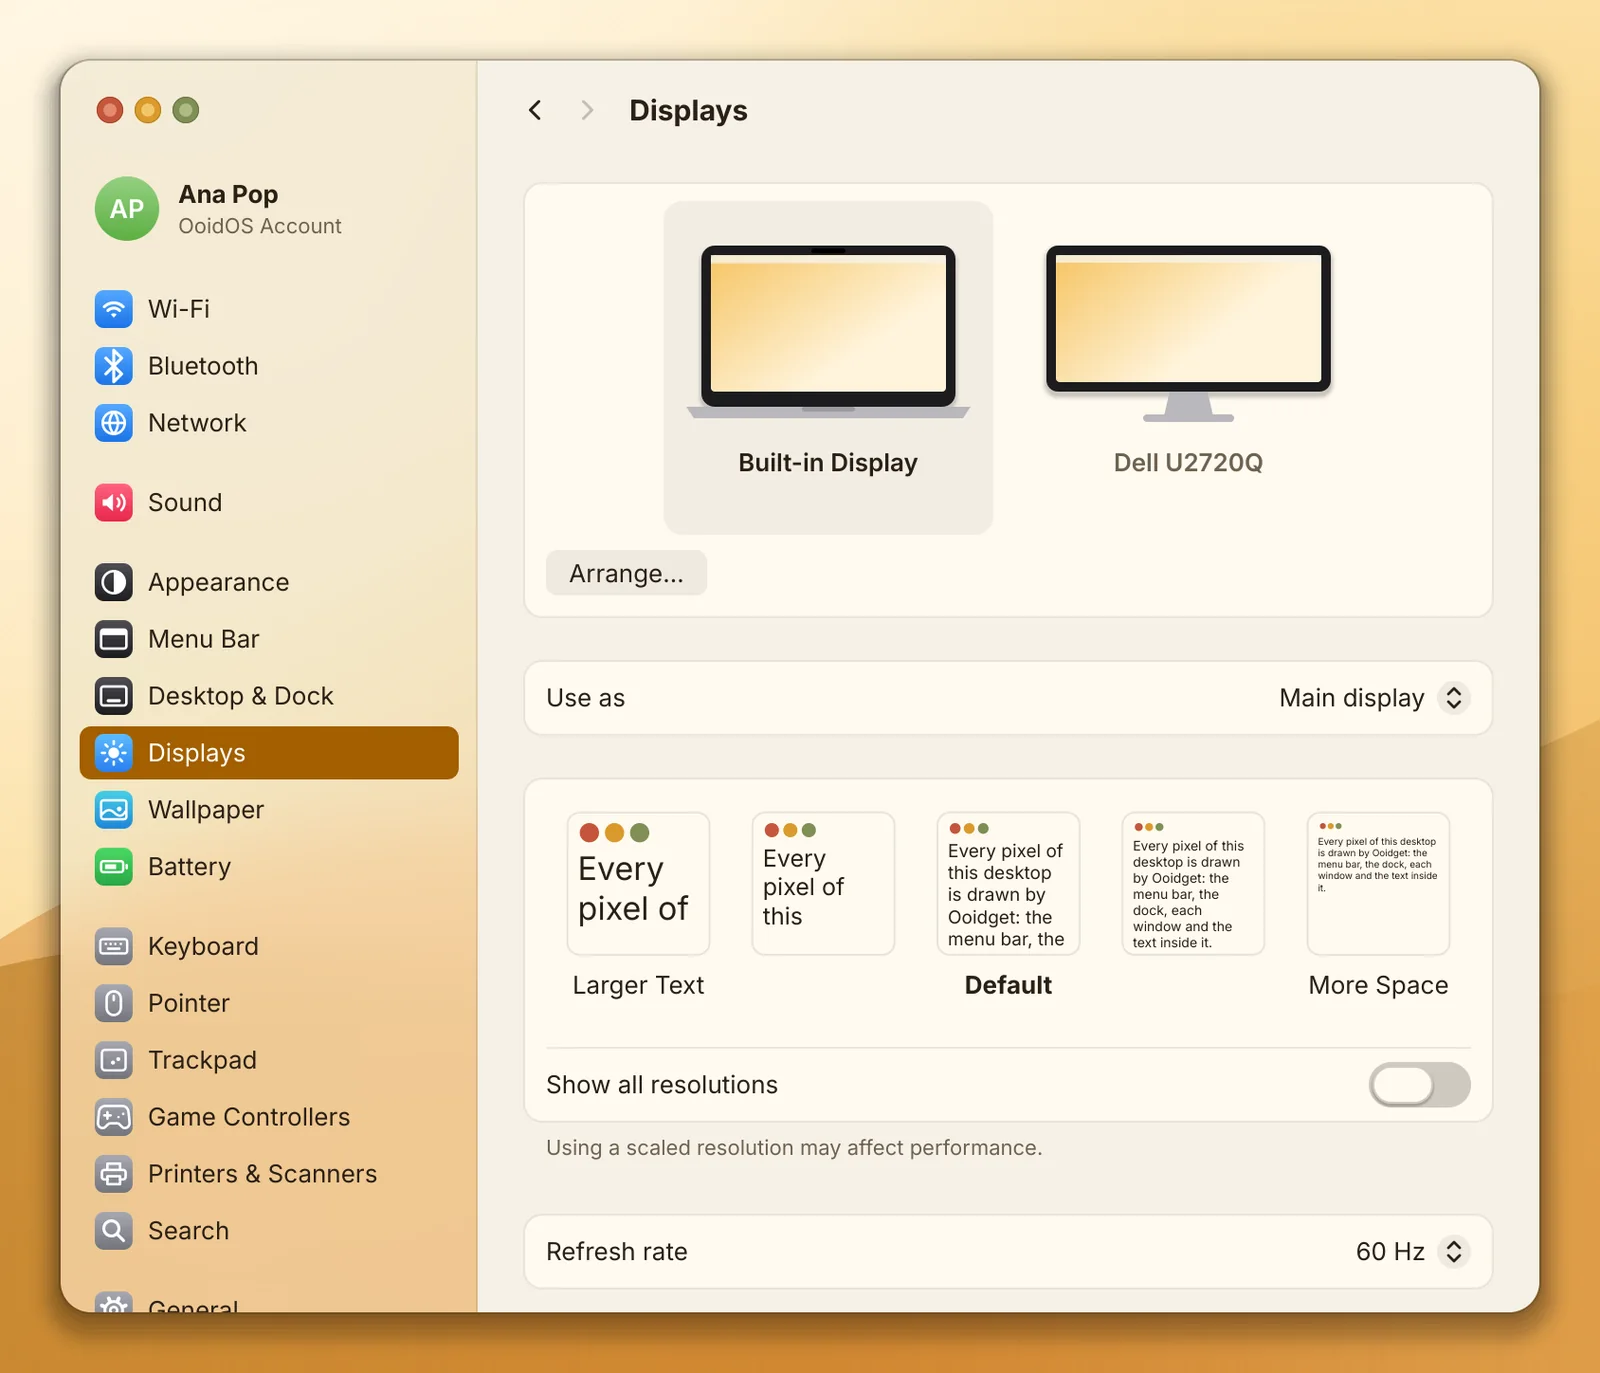 Displays
AP
Ana Pop
OoidOS Account
Wi-Fi
Bluetooth
Network
Sound
Appearance
Menu Bar
Desktop & Dock
Displays
Wallpaper
Battery
Keyboard
Pointer
Trackpad
Game Controllers
Printers & Scanners
Search
General
Built-in Display
Dell U2720Q
Arrange...
Use as
Main display
Every
pixel of
Larger Text
Every
pixel of
this
Every pixel of
this desktop
is drawn by
Ooidget: the
menu bar, the
Default
Every pixel of this
desktop is drawn
by Ooidget: the
menu bar, the
dock, each
window and the
text inside it.
Every pixel of this desktop
is drawn by Ooidget: the
menu bar, the dock, each
window and the text inside
it.
More Space
Show all resolutions
Using a scaled resolution may affect performance.
Refresh rate
60 Hz